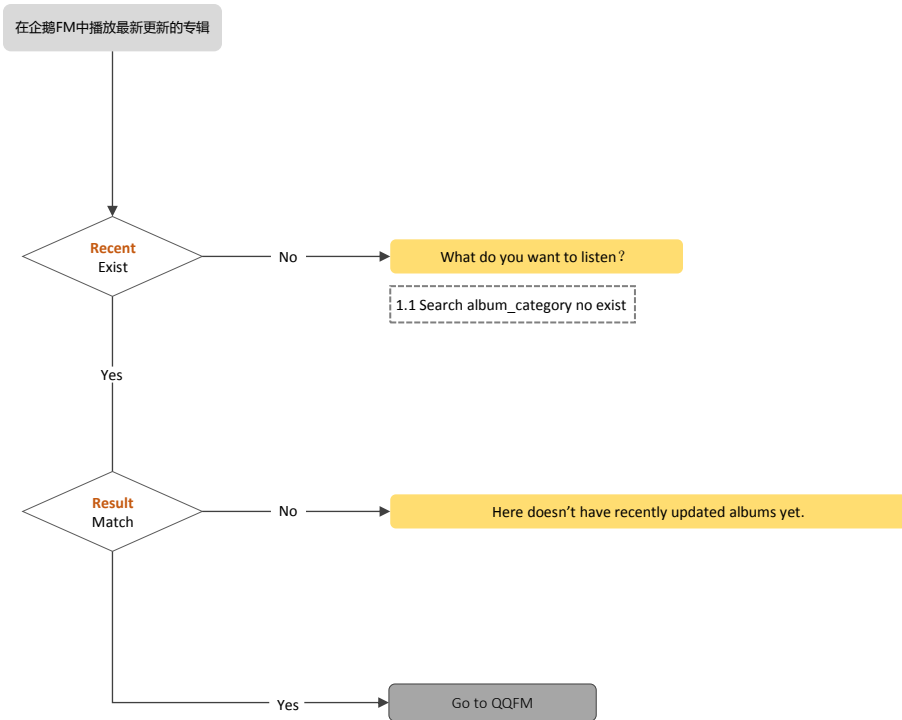 在企鹅FM中播放最新更新的专辑
Recent
Exist
No
What do you want to listen？
1.1 Search album_category no exist
Yes
Result
Match
No
Here doesn’t have recently updated albums yet.
Yes
Go to QQFM